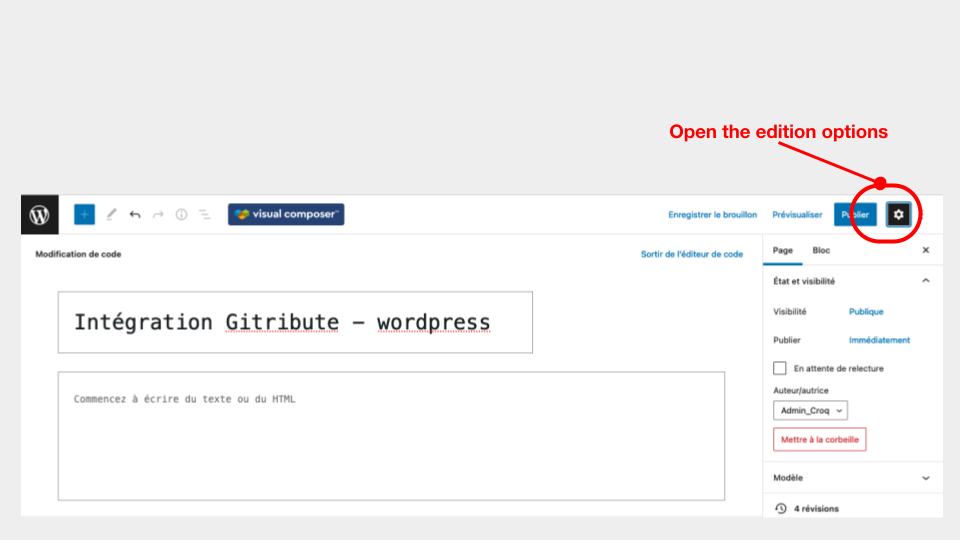 Open the edition options
visual composer™
Enregistrer le brouillon
Prévisualiser
Publier
Modification de code
Sortir de l'éditeur de code
Page
Bloc
État et visibilité
Intégration Gitribute – wordpress
Visibilité
Publique
Publier
Immédiatement
En attente de relecture
Commencez à écrire du texte ou du HTML
Auteur/autrice
Admin_Croq
Mettre à la corbeille
Modèle
4 révisions